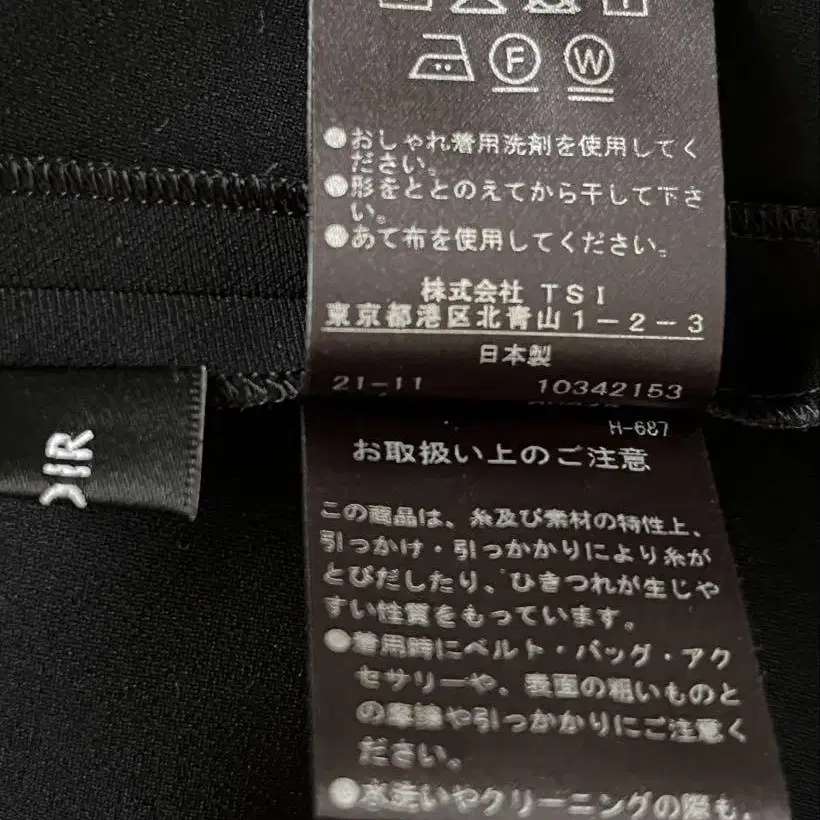 F W
●おしゃれ着用洗剤を使用してく
ださい。
●形をととのえてから干して下さ
い。
●あて布を使用してください。
株式会社 TSI
東京都港区北青山1-2-3
日本製
21-11 10342153
H-687
お取扱い上のご注意
この商品は、糸及び素材の特性上、
引っかけ・引っかかりにより糸が
とびだしたり、ひきつれが生じや
すい性質をもっています。
●着用時にベルト・バッグ・アク
セサリーや、表面の粗いものと
の摩擦や引っかかりにご注意く
ださい。
●水洗いやクリーニングの際も、